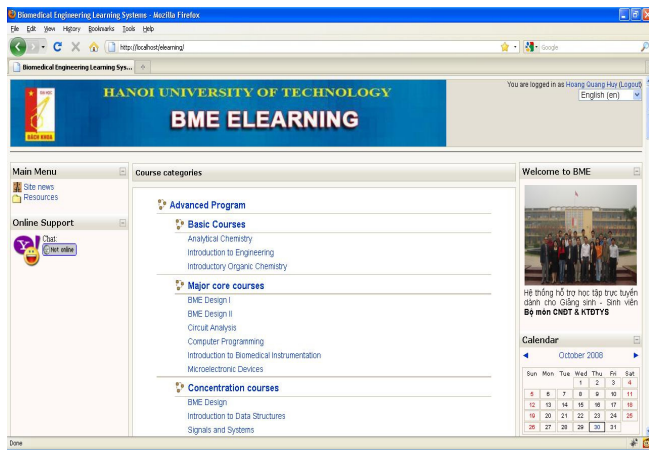 Biomedical Engineering Learning Systems - Mozilla Firefox
File Edit View History Bookmarks Tools Help
http://localhost/elearning/
Google
Biomedical Engineering Learning Sys...
HANOI UNIVERSITY OF TECHNOLOGY
BME ELEARNING
BÁCH KHOA
You are logged in as Hoang Quang Huy (Logout)
English (en)
Main Menu
Site news
Resources
Online Support
Chat:
Not online
Course categories
Advanced Program
Basic Courses
Analytical Chemistry
Introduction to Engineering
Introductory Organic Chemistry
Major core courses
BME Design I
BME Design II
Circuit Analysis
Computer Programming
Introduction to Biomedical Instrumentation
Microelectronic Devices
Concentration courses
BME Design
Introduction to Data Structures
Signals and Systems
Welcome to BME
Hệ thống hỗ trợ học tập trực tuyến
dành cho Giảng sinh - Sinh viên
Bộ môn CNĐT & KTĐTYS
Calendar
October 2008
Sun Mon Tue Wed Thu Fri Sat
1 2 3 4
5 6 7 8 9 10 11
12 13 14 15 16 17 18
19 20 21 22 23 24 25
26 27 28 29 30 31
Done